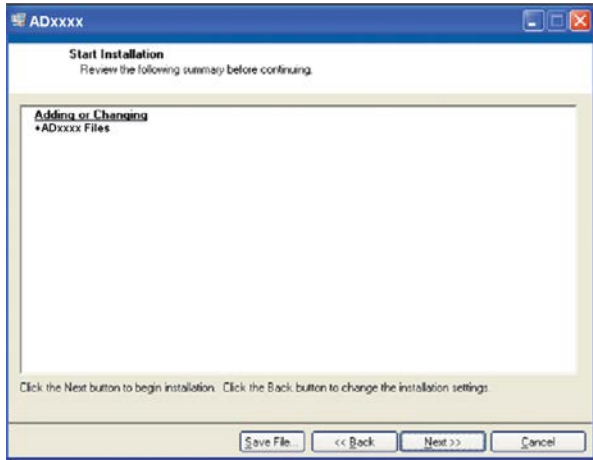 ADxxxx
Start Installation
Review the following summary before continuing.
Adding or Changing
•ADxxxx Files
Click the Next button to begin installation. Click the Back button to change the installation settings.
Save File...
<< Back
Next >>
Cancel